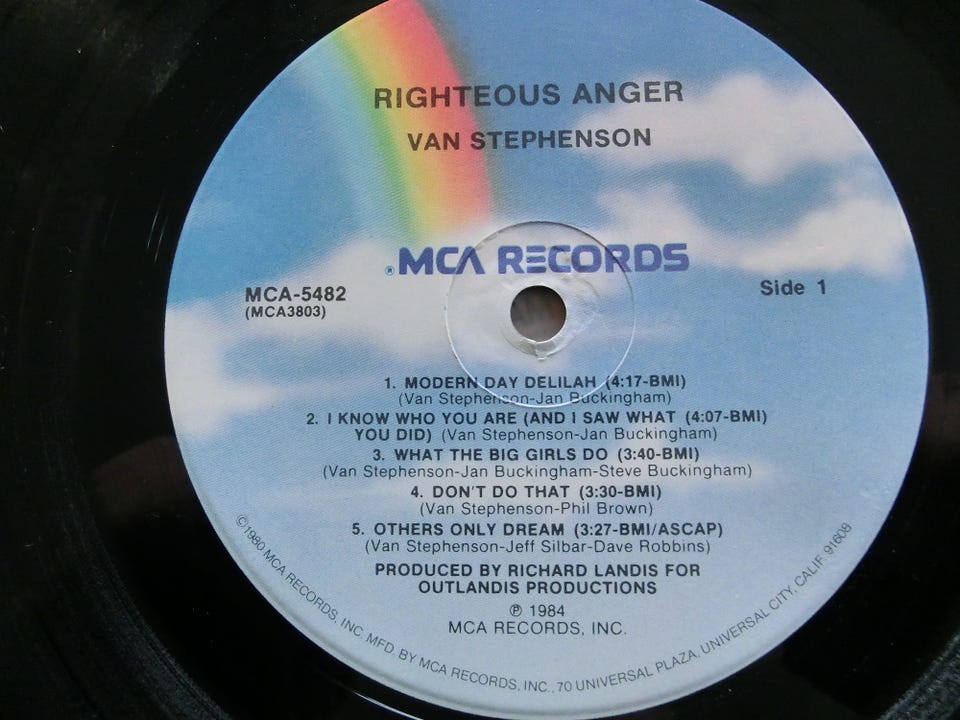 RIGHTEOUS ANGER
VAN STEPHENSON
®MCA RECORDS
MCA-5482
(MCA3803)
Side 1
1. MODERN DAY DELILAH (4:17-BMI)
(Van Stephenson-Jan Buckingham)
2. I KNOW WHO YOU ARE (AND I SAW WHAT (4:07-BMI)
YOU DID) (Van Stephenson-Jan Buckingham)
3. WHAT THE BIG GIRLS DO (3:40-BMI)
(Van Stephenson-Jan Buckingham-Steve Buckingham)
4. DON'T DO THAT (3:30-BMI)
(Van Stephenson-Phil Brown)
5. OTHERS ONLY DREAM (3:27-BMI/ASCAP)
(Van Stephenson-Jeff Silbar-Dave Robbins)
PRODUCED BY RICHARD LANDIS FOR
OUTLANDIS PRODUCTIONS
℗ 1984
MCA RECORDS, INC.
©1980 MCA RECORDS, INC. MFD. BY MCA RECORDS, INC., 70 UNIVERSAL PLAZA, UNIVERSAL CITY, CALIF. 91608